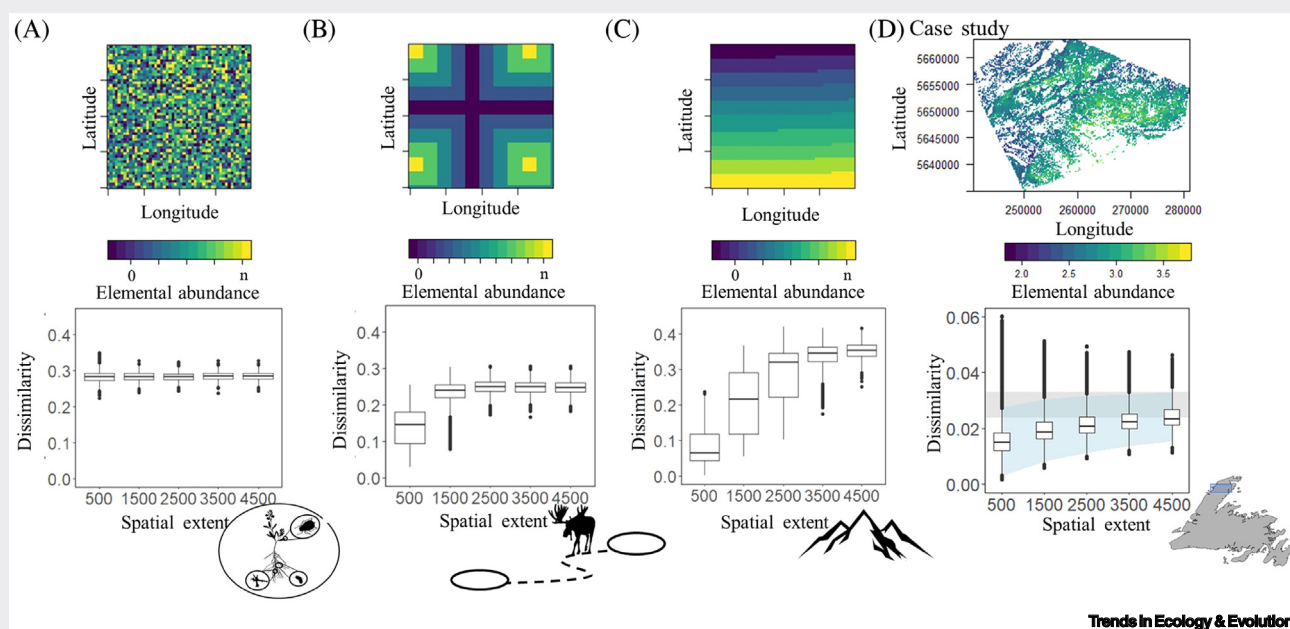 (A)
Latitude
Longitude
0 n
Elemental abundance
Dissimilarity
0.4
0.3
0.2
0.1
0.0
500 1500 2500 3500 4500
Spatial extent
(B)
Latitude
Longitude
0 n
Elemental abundance
Dissimilarity
0.4
0.3
0.2
0.1
0.0
500 1500 2500 3500 4500
Spatial extent
(C)
Latitude
Longitude
0 n
Elemental abundance
Dissimilarity
0.4
0.3
0.2
0.1
0.0
500 1500 2500 3500 4500
Spatial extent
(D) Case study
Latitude
5660000
5655000
5650000
5645000
5640000
250000 260000 270000 280000
Longitude
2.0 2.5 3.0 3.5
Elemental abundance
Dissimilarity
0.06
0.04
0.02
0.00
500 1500 2500 3500 4500
Spatial extent
Trends in Ecology & Evolution